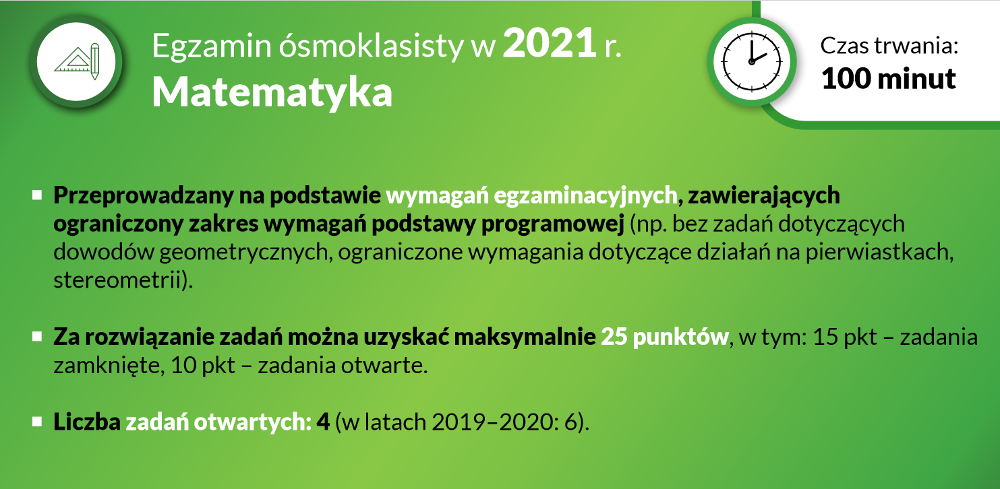 Egzamin ósmoklasisty w 2021 r.
Matematyka
Czas trwania:
100 minut
Przeprowadzany na podstawie wymagań egzaminacyjnych, zawierających
ograniczony zakres wymagań podstawy programowej (np. bez zadań dotyczących
dowodów geometrycznych, ograniczone wymagania dotyczące działań na pierwiastkach,
stereometrii).
Za rozwiązanie zadań można uzyskać maksymalnie 25 punktów, w tym: 15 pkt – zadania
zamknięte, 10 pkt – zadania otwarte.
Liczba zadań otwartych: 4 (w latach 2019–2020: 6).